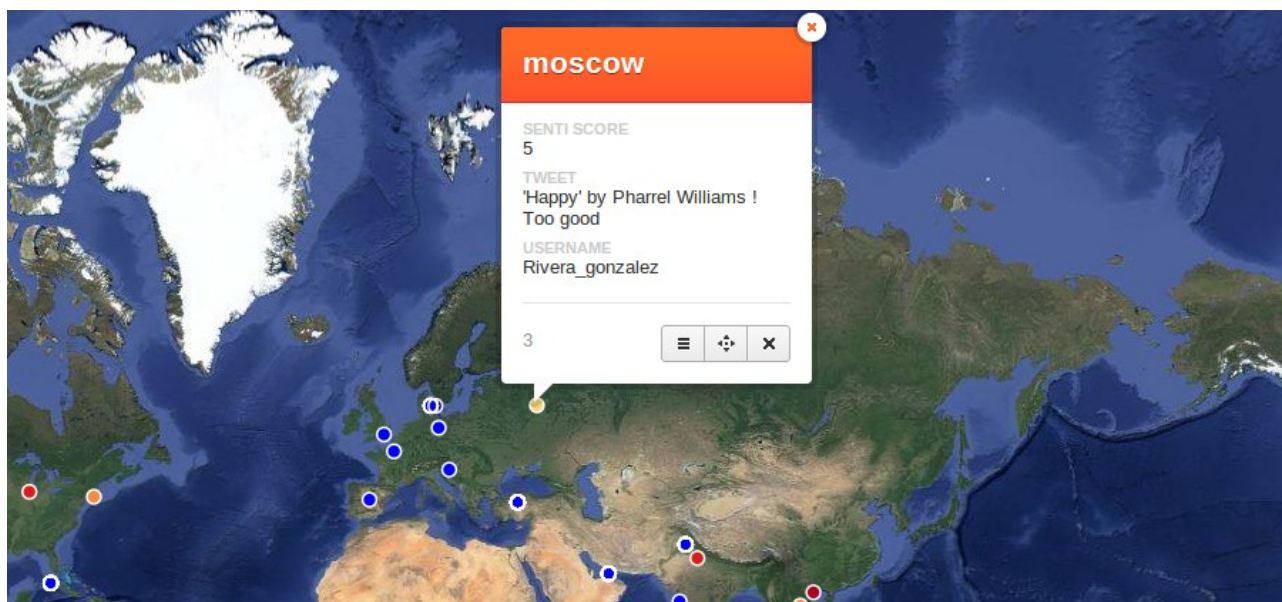 moscow
SENTI SCORE
5
TWEET
'Happy' by Pharrel Williams !
Too good
USERNAME
Rivera_gonzalez
3